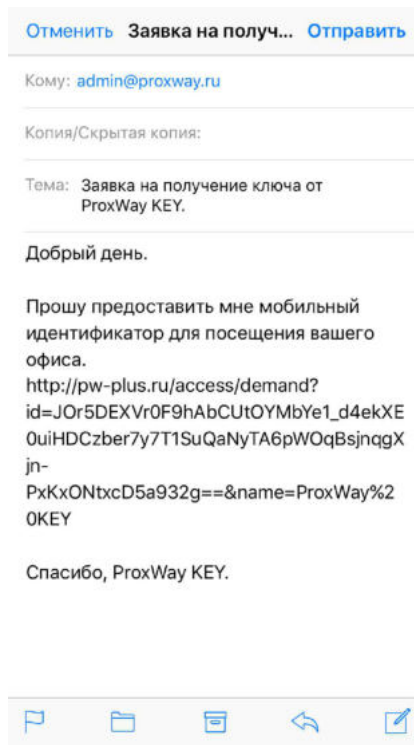 Отменить Заявка на получ... Отправить
Кому: admin@proxway.ru
Копия/Скрытая копия:
Тема: Заявка на получение ключа от
ProxWay KEY.
Добрый день.
Прошу предоставить мне мобильный
идентификатор для посещения вашего
офиса.
http://pw-plus.ru/access/demand?
id=JOr5DEXVr0F9hAbCUtOYMbYe1_d4ekXE
0uiHDCzber7y7T1SuQaNyTA6pWOqBsjnqgX
jn-
PxKxONtxcD5a932g==&name=ProxWay%2
0KEY
Спасибо, ProxWay KEY.